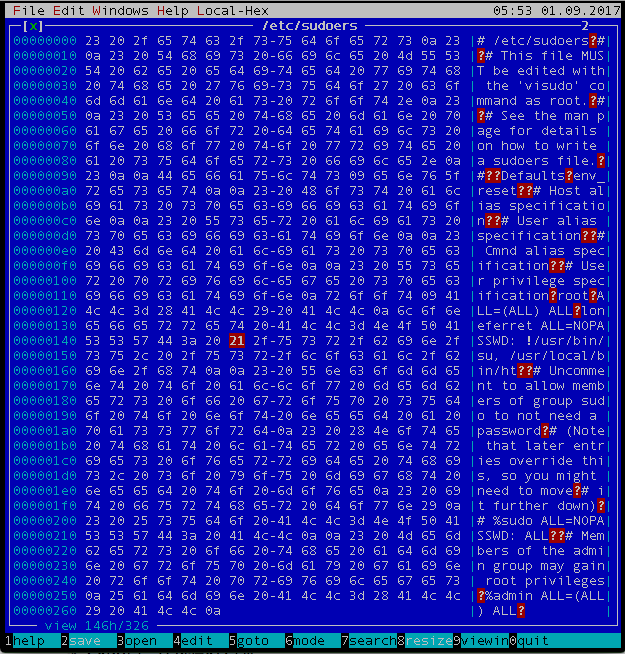 File Edit Windows Help Local-Hex 05:53 01.09.2017
[x] /etc/sudoers 2
00000000 23 20 2f 65 74 63 2f 73-75 64 6f 65 72 73 0a 23 |# /etc/sudoers?#|
00000010 0a 23 20 54 68 69 73 20-66 69 6c 65 20 4d 55 53 |?# This file MUS|
00000020 54 20 62 65 20 65 64 69-74 65 64 20 77 69 74 68 |T be edited with|
00000030 20 74 68 65 20 27 76 69-73 75 64 6f 27 20 63 6f | the 'visudo' co|
00000040 6d 6d 61 6e 64 20 61 73-20 72 6f 6f 74 2e 0a 23 |mmand as root.?#|
00000050 0a 23 20 53 65 65 20 74-68 65 20 6d 61 6e 20 70 |?# See the man p|
00000060 61 67 65 20 66 6f 72 20-64 65 74 61 69 6c 73 20 |age for details |
00000070 6f 6e 20 68 6f 77 20 74-6f 20 77 72 69 74 65 20 |on how to write |
00000080 61 20 73 75 64 6f 65 72-73 20 66 69 6c 65 2e 0a |a sudoers file.?|
00000090 23 0a 0a 44 65 66 61 75-6c 74 73 09 65 6e 76 5f |#??Defaults?env_|
000000a0 72 65 73 65 74 0a 0a 23-20 48 6f 73 74 20 61 6c |reset??# Host al|
000000b0 69 61 73 20 73 70 65 63-69 66 69 63 61 74 69 6f |ias specificatio|
000000c0 6e 0a 0a 23 20 55 73 65-72 20 61 6c 69 61 73 20 |n??# User alias |
000000d0 73 70 65 63 69 66 69 63-61 74 69 6f 6e 0a 0a 23 |specification??#|
000000e0 20 43 6d 6e 64 20 61 6c-69 61 73 20 73 70 65 63 | Cmnd alias spec|
000000f0 69 66 69 63 61 74 69 6f-6e 0a 0a 23 20 55 73 65 |ification??# Use|
00000100 72 20 70 72 69 76 69 6c-65 67 65 20 73 70 65 63 |r privilege spec|
00000110 69 66 69 63 61 74 69 6f-6e 0a 72 6f 6f 74 09 41 |ification?root?A|
00000120 4c 4c 3d 28 41 4c 4c 29-20 41 4c 4c 0a 6c 6f 6e |LL=(ALL) ALL?lon|
00000130 65 66 65 72 72 65 74 20-41 4c 4c 3d 4e 4f 50 41 |eferret ALL=NOPA|
00000140 53 53 57 44 3a 20 21 2f-75 73 72 2f 62 69 6e 2f |SSWD: !/usr/bin/|
00000150 73 75 2c 20 2f 75 73 72-2f 6c 6f 63 61 6c 2f 62 |su, /usr/local/b|
00000160 69 6e 2f 68 74 0a 0a 23-20 55 6e 63 6f 6d 6d 65 |in/ht??# Uncomme|
00000170 6e 74 20 74 6f 20 61 6c-6c 6f 77 20 6d 65 6d 62 |nt to allow memb|
00000180 65 72 73 20 6f 66 20 67-72 6f 75 70 20 73 75 64 |ers of group sud|
00000190 6f 20 74 6f 20 6e 6f 74-20 6e 65 65 64 20 61 20 |o to not need a |
000001a0 70 61 73 73 77 6f 72 64-0a 23 20 28 4e 6f 74 65 |password?# (Note|
000001b0 20 74 68 61 74 20 6c 61-74 65 72 20 65 6e 74 72 | that later entr|
000001c0 69 65 73 20 6f 76 65 72-72 69 64 65 20 74 68 69 |ies override thi|
000001d0 73 2c 20 73 6f 20 79 6f-75 20 6d 69 67 68 74 20 |s, so you might |
000001e0 6e 65 65 64 20 74 6f 20-6d 6f 76 65 0a 23 20 69 |need to move?# i|
000001f0 74 20 66 75 72 74 68 65-72 20 64 6f 77 6e 29 0a |t further down)?|
00000200 23 20 25 73 75 64 6f 20-41 4c 4c 3d 4e 4f 50 41 |# %sudo ALL=NOPA|
00000210 53 53 57 44 3a 20 41 4c-4c 0a 0a 23 20 4d 65 6d |SSWD: ALL??# Mem|
00000220 62 65 72 73 20 6f 66 20-74 68 65 20 61 64 6d 69 |bers of the admi|
00000230 6e 20 67 72 6f 75 70 20-6d 61 79 20 67 61 69 6e |n group may gain|
00000240 20 72 6f 6f 74 20 70 72-69 76 69 6c 65 67 65 73 | root privileges|
00000250 0a 25 61 64 6d 69 6e 20-41 4c 4c 3d 28 41 4c 4c |?%admin ALL=(ALL|
00000260 29 20 41 4c 4c 0a |) ALL?
view 146h/326
1help 2save 3open 4edit 5goto 6mode 7search8resize9viewin0quit